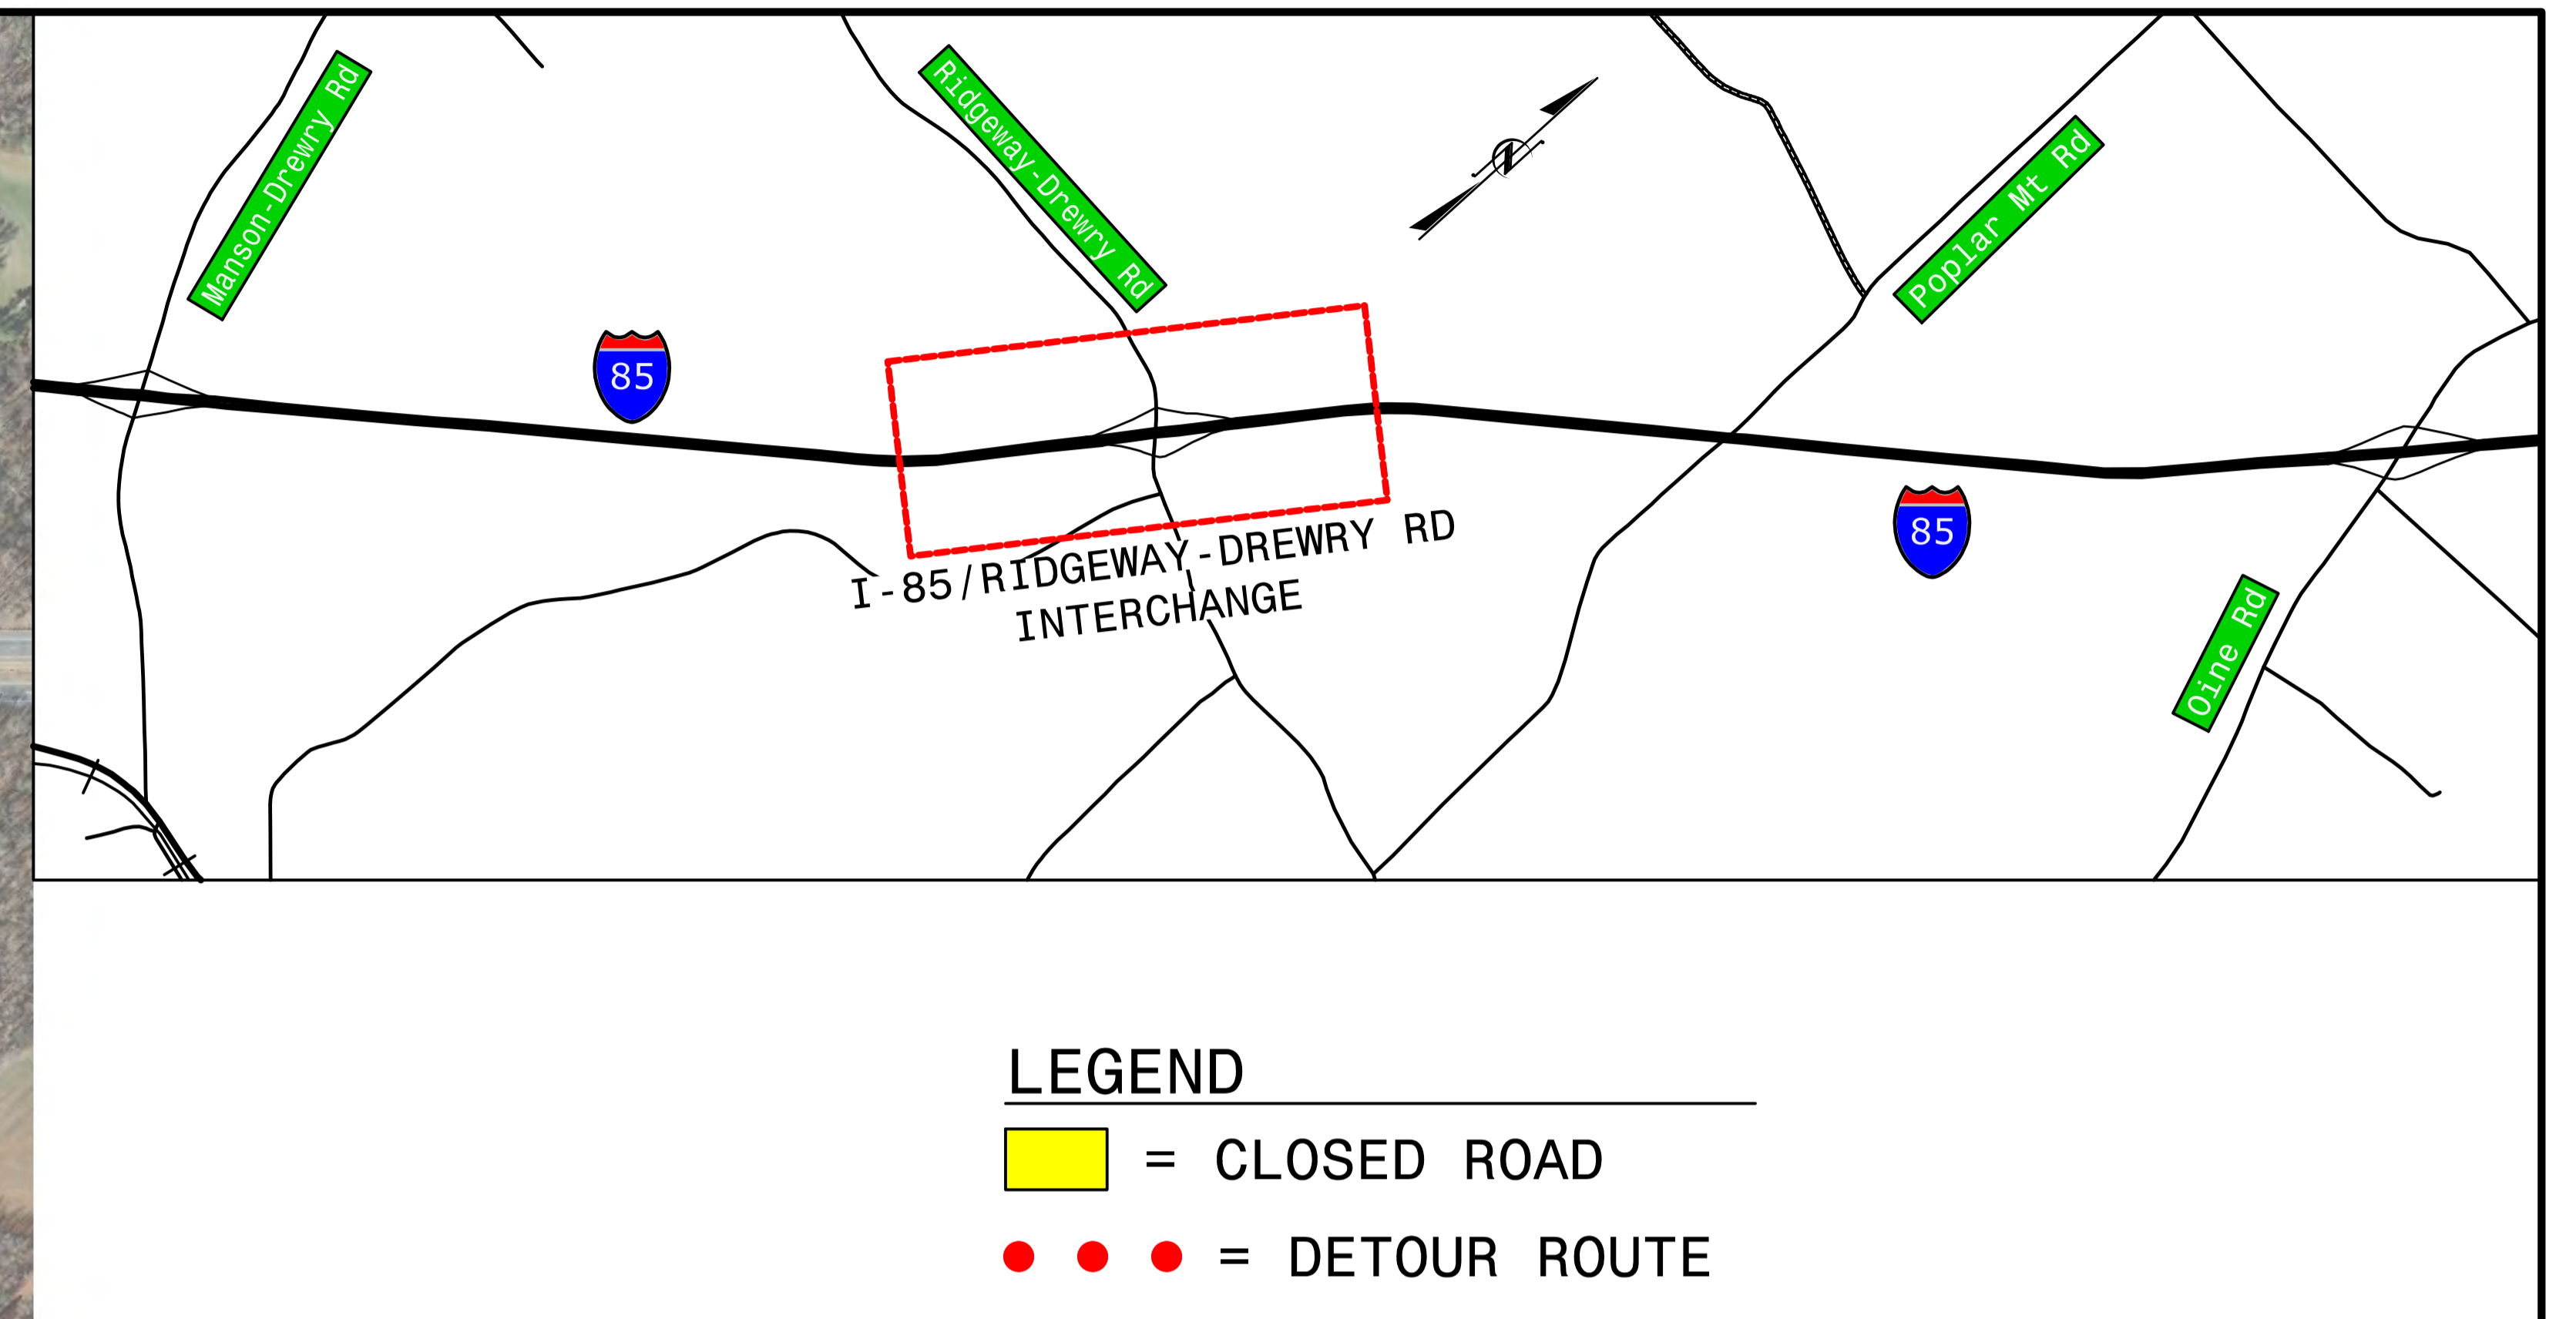 Manson-Drewry Rd
Ridgeway-Drewry Rd
N
Poplar Mt Rd
85
85
I-85/RIDGEWAY-DREWRY RD
INTERCHANGE
Oine Rd
LEGEND
= CLOSED ROAD
= DETOUR ROUTE